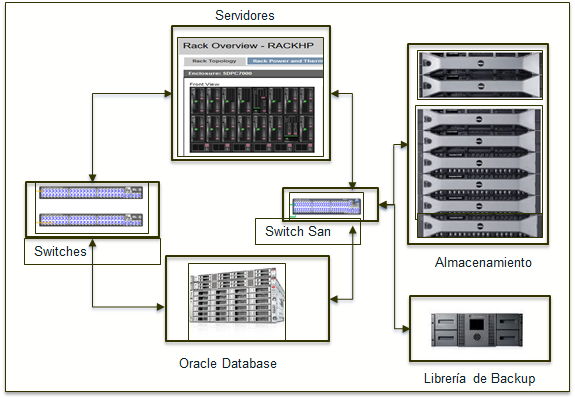 Servidores
Rack Overview - RACKHP
Rack Topology
Rack Power and Therm
Enclosure: SDPC7000
Front View
Switches
Switch San
Almacenamiento
Oracle Database
Librería de Backup